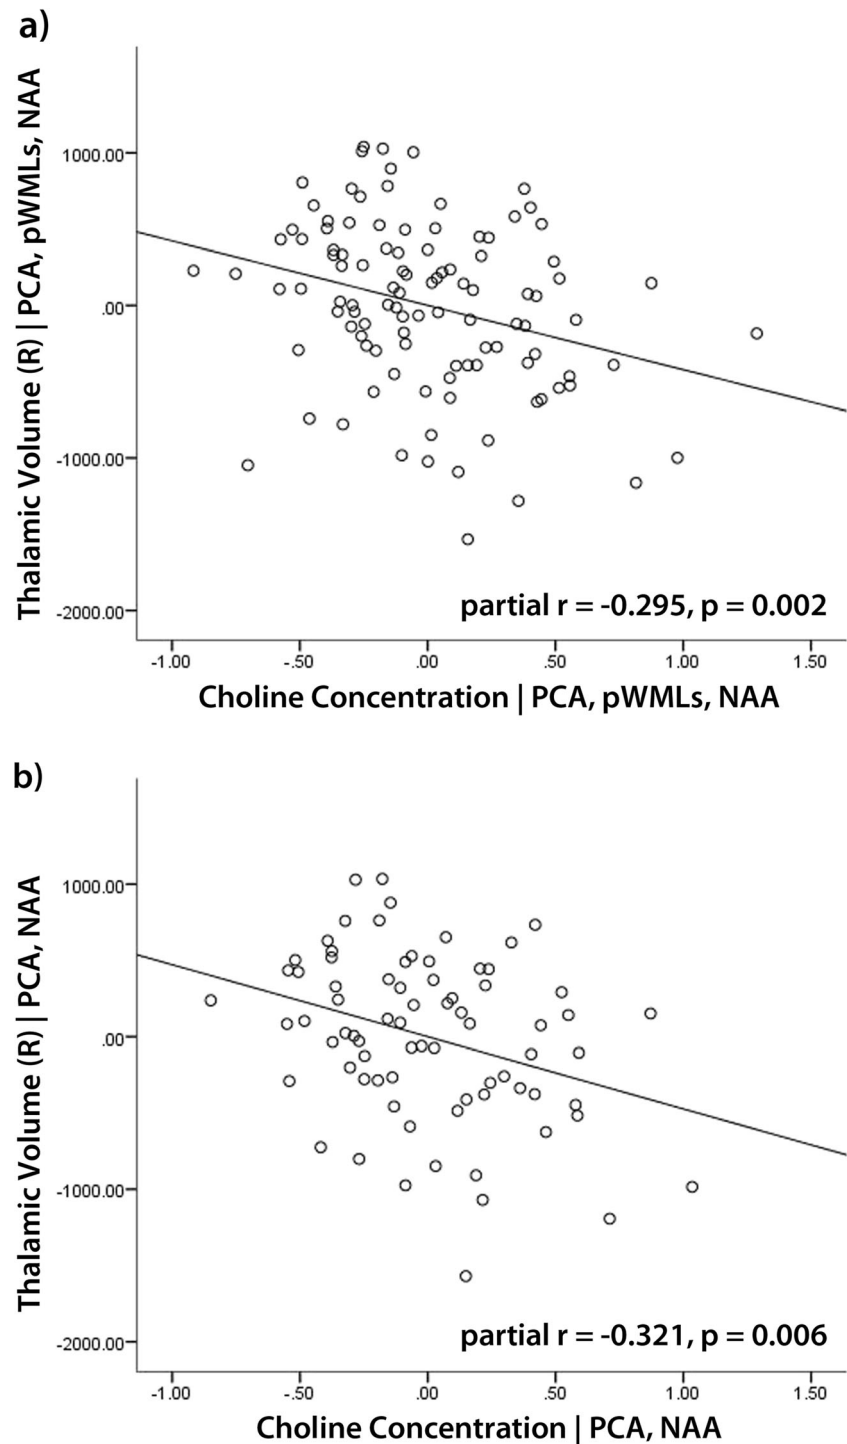 a)
Thalamic Volume (R) | PCA, pWMLs, NAA
1000.00
.00
-1000.00
-2000.00
partial r = -0.295, p = 0.002
-1.00 -.50 .00 .50 1.00 1.50
Choline Concentration | PCA, pWMLs, NAA
b)
Thalamic Volume (R) | PCA, NAA
1000.00
.00
-1000.00
-2000.00
partial r = -0.321, p = 0.006
-1.00 -.50 .00 .50 1.00 1.50
Choline Concentration | PCA, NAA